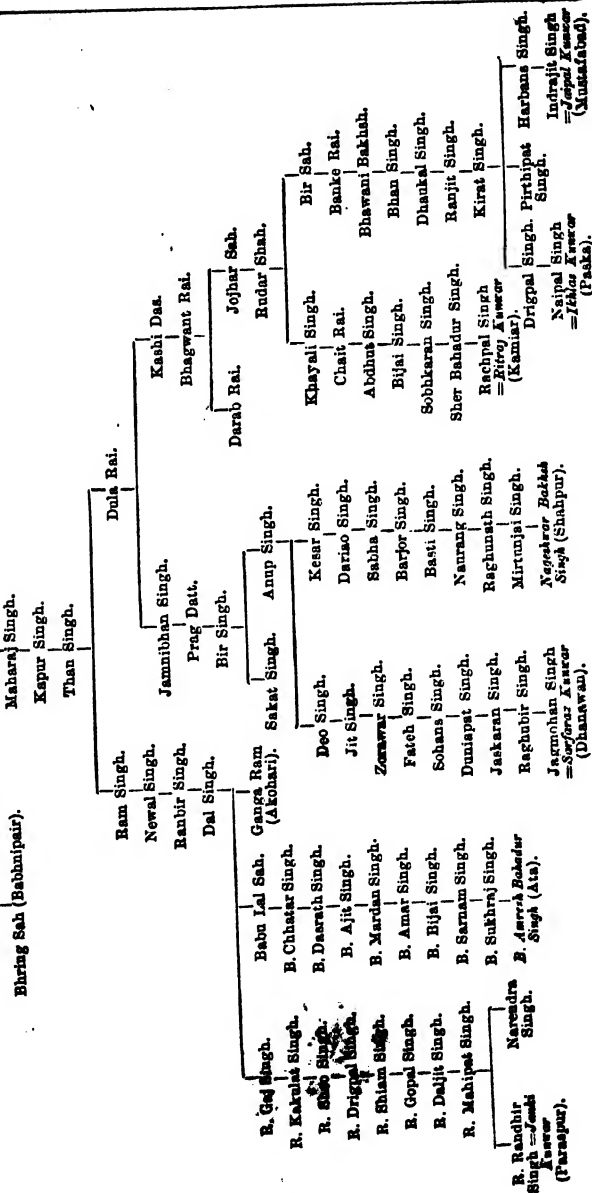 Bhring Sah (Babhnipair).
Maharaj Singh.
Kapur Singh.
Than Singh.
Ram Singh.
Newal Singh.
Ranbir Singh.
Dal Singh.
Dula Rai.
R. Gaj Singh.
R. Kakulat Singh.
R. Sheo Singh.
R. Drigpal Singh.
R. Shiam Singh.
R. Gopal Singh.
R. Daljit Singh.
R. Mahipat Singh.
R. Randhir
Singh = Janki
Kunwar
(Paraspur).
Narendra
Singh.
Babu Lal Sah.
B. Chhatar Singh.
B. Dasrath Singh.
B. Ajit Singh.
B. Mardan Singh.
B. Amar Singh.
B. Bijai Singh.
B. Sarnam Singh.
B. Sukhraj Singh.
B. Amresh Bahadur
Singh (Ata).
Ganga Ram
(Akohari).
Jamnibhan Singh.
Prag Datt.
Bir Singh.
Sakat Singh.
Anup Singh.
Deo Singh.
Jit Singh.
Zorawar Singh.
Fateh Singh.
Sohans Singh.
Duniapat Singh.
Jaskaran Singh.
Raghubir Singh.
Jagmohan Singh
=Sarfaraz Kunwar
(Dhanawan).
Kesar Singh.
Dariao Singh.
Sabha Singh.
Barjor Singh.
Basti Singh.
Naurang Singh.
Raghunath Singh.
Mirtunjai Singh.
Nageshwar Bakhsh
Singh (Shahpur).
Kashi Das.
Bhagwant Rai.
Darab Rai.
Jojhar Sah.
Rudar Shah.
Khayali Singh.
Chait Rai.
Abdhut Singh.
Bijai Singh.
Sobhkaran Singh.
Sher Bahadur Singh.
Rachpal Singh
=Ritraj Kunwar
(Kamiar).
Bir Sah.
Banke Rai.
Bhawani Bakhsh.
Bhan Singh.
Dhaukal Singh.
Ranjit Singh.
Kirat Singh.
Drigpal Singh.
Naipal Singh
=Ikhlas Kunwar
(Paska).
Pirthipat
Singh.
Harbans Singh.
Indrajit Singh
=Jaipal Kunwar
(Mustafabad).